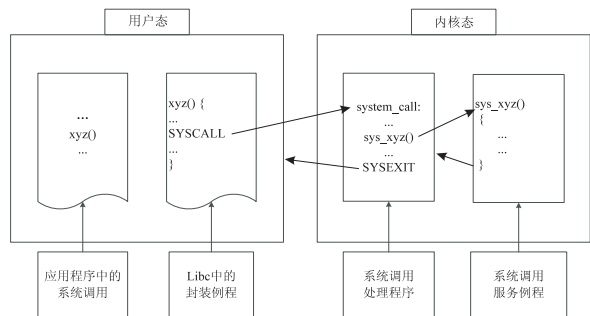 用户态
内核态
...
xyz()
...
xyz() {
...
SYSCALL
...
}
system_call:
...
sys_xyz()
...
SYSEXIT
sys_xyz()
{
...
...
}
应用程序中的
系统调用
Libc中的
封装例程
系统调用
处理程序
系统调用
服务例程